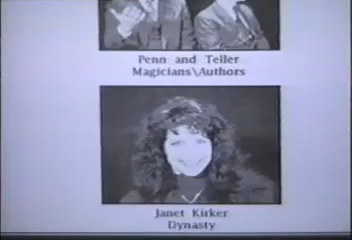 Penn and Teller
Magicians\Authors
Janet Kirker
Dynasty